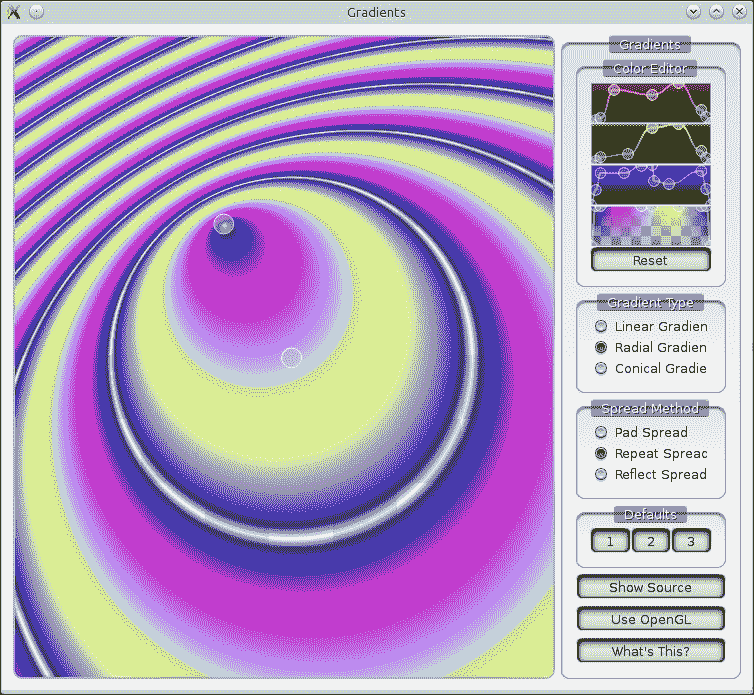 Gradients
Gradients
Color Editor
Reset
Gradient Type
Linear Gradien
Radial Gradien
Conical Gradie
Spread Method
Pad Spread
Repeat Spreac
Reflect Spread
Defaults
1 2 3
Show Source
Use OpenGL
What's This?